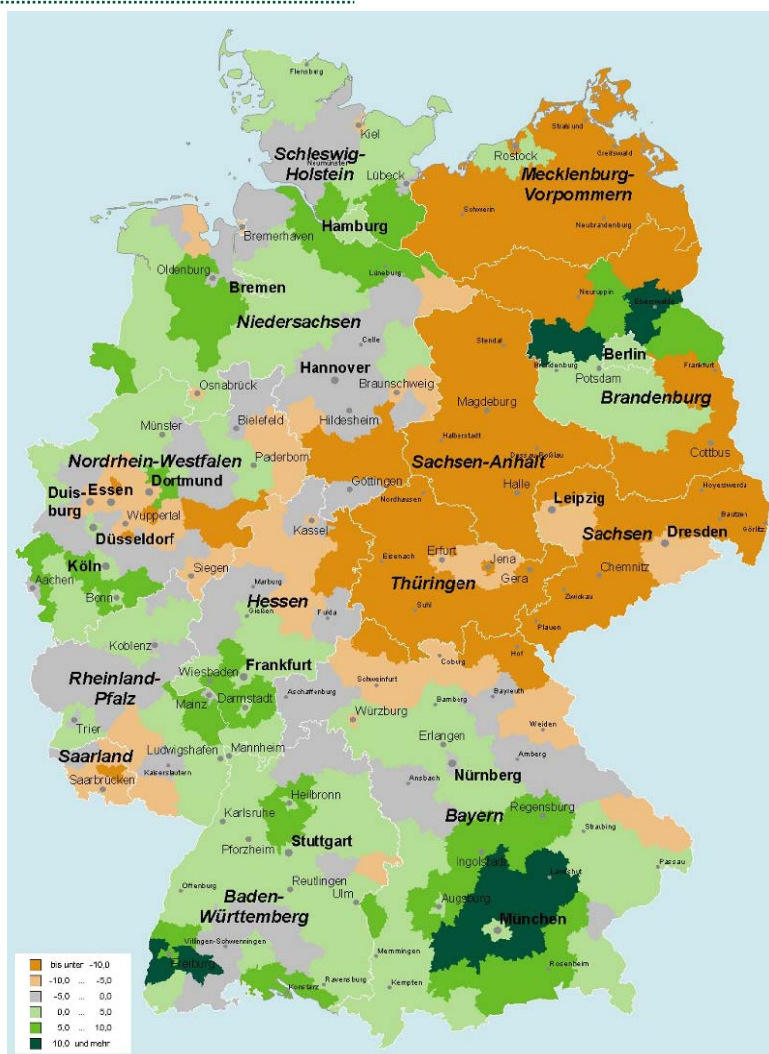 Flensburg
Kiel
Schleswig-
Holstein
Neumünster
Lübeck
Stralsund
Greifswald
Rostock
Mecklenburg-
Vorpommern
Schwerin
Neubrandenburg
Hamburg
Bremerhaven
Lüneburg
Oldenburg
Bremen
Niedersachsen
Neuruppin
Eberswalde
Celle
Stendal
Hannover
Berlin
Brandenburg
Potsdam
Frankfurt
Brandenburg
Osnabrück
Braunschweig
Hildesheim
Magdeburg
Münster
Bielefeld
Halberstadt
Dessau-Roßlau
Cottbus
Nordrhein-Westfalen
Paderborn
Sachsen-Anhalt
Dortmund
Duis-
burg
Essen
Göttingen
Nordhausen
Halle
Hoyerswerda
Leipzig
Wuppertal
Düsseldorf
Kassel
Sachsen
Bautzen
Görlitz
Dresden
Köln
Eisenach
Erfurt
Jena
Gera
Chemnitz
Aachen
Bonn
Siegen
Marburg
Hessen
Thüringen
Zwickau
Gießen
Fulda
Suhl
Plauen
Koblenz
Hof
Frankfurt
Coburg
Rheinland-
Pfalz
Wiesbaden
Schweinfurt
Mainz
Darmstadt
Aschaffenburg
Bamberg
Bayreuth
Trier
Würzburg
Weiden
Erlangen
Saarland
Ludwigshafen
Mannheim
Amberg
Kaiserslautern
Nürnberg
Saarbrücken
Ansbach
Heilbronn
Bayern
Regensburg
Karlsruhe
Straubing
Pforzheim
Stuttgart
Ingolstadt
Passau
Landshut
Offenburg
Reutlingen
Baden-
Württemberg
Ulm
Augsburg
München
Villingen-Schwenningen
Memmingen
Freiburg
Rosenheim
Konstanz
Ravensburg
Kempten
bis unter -10,0
-10,0 ... -5,0
-5,0 ... 0,0
0,0 ... 5,0
5,0 ... 10,0
10,0 und mehr